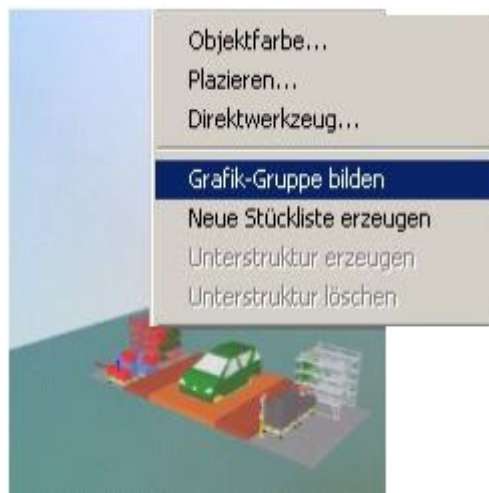 Objektfarbe...
Plazieren...
Direktwerkzeug...
Grafik-Gruppe bilden
Neue Stückliste erzeugen
Unterstruktur erzeugen
Unterstruktur löschen